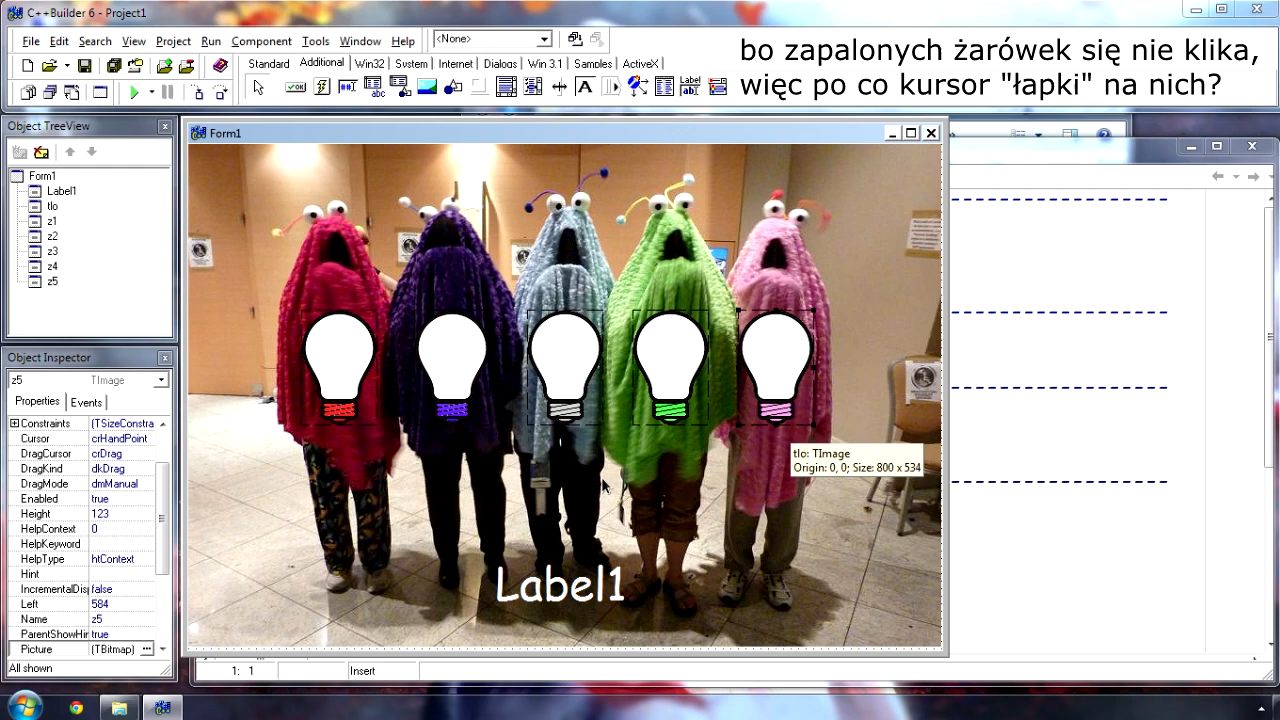 C++Builder 6 - Project1
File Edit Search View Project Run Component Tools Window Help
<None>
Standard Additional Win32 System Internet Dialogs Win 3.1 Samples ActiveX
bo zapalonych żarówek się nie klika,
więc po co kursor "łapki" na nich?
Object TreeView
Form1
Label1
tlo
z1
z2
z3
z4
z5
Form1
Label1
tlo: TImage
Origin: 0, 0; Size: 800 x 534
Object Inspector
z5 TImage
Properties Events
Constraints (TSizeConstra
Cursor crHandPoint
DragCursor crDrag
DragKind dkDrag
DragMode dmManual
Enabled true
Height 123
HelpContext 0
HelpKeyword
HelpType htContext
Hint
IncrementalDisp false
Left 584
Name z5
ParentShowHin true
Picture (TBitmap)
All shown
1: 1 Insert